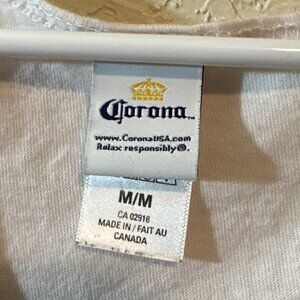 Corona
www.CoronaUSA.com
Relax responsibly®.
M/M
CA 02916
MADE IN / FAIT AU
CANADA